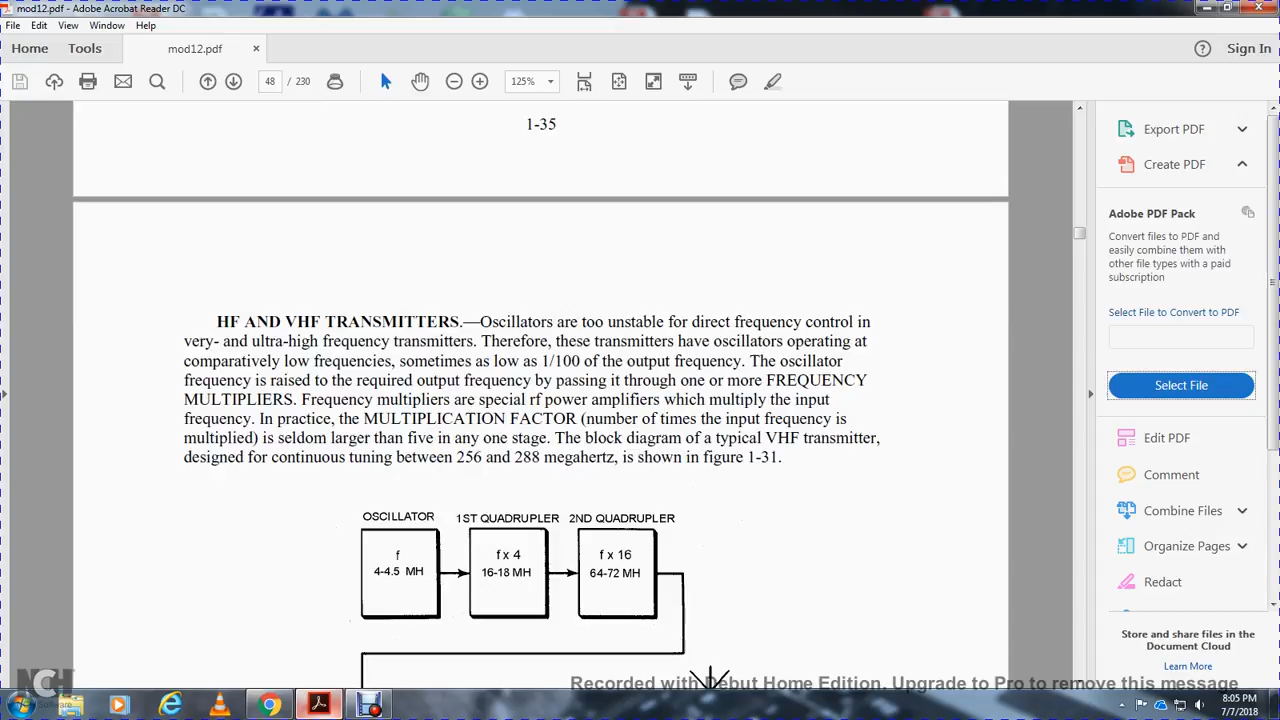 mod12.pdf - Adobe Acrobat Reader DC
File Edit View Window Help
Home Tools mod12.pdf × Sign In
48 / 230 125%
1-35
HF AND VHF TRANSMITTERS.—Oscillators are too unstable for direct frequency control in
very- and ultra-high frequency transmitters. Therefore, these transmitters have oscillators operating at
comparatively low frequencies, sometimes as low as 1/100 of the output frequency. The oscillator
frequency is raised to the required output frequency by passing it through one or more FREQUENCY
MULTIPLIERS. Frequency multipliers are special rf power amplifiers which multiply the input
frequency. In practice, the MULTIPLICATION FACTOR (number of times the input frequency is
multiplied) is seldom larger than five in any one stage. The block diagram of a typical VHF transmitter,
designed for continuous tuning between 256 and 288 megahertz, is shown in figure 1-31.
OSCILLATOR 1ST QUADRUPLER 2ND QUADRUPLER
f f x 4 f x 16
4-4.5 MH 16-18 MH 64-72 MH
Export PDF
Create PDF
Adobe PDF Pack
Convert files to PDF and
easily combine them with
other file types with a paid
subscription
Select File to Convert to PDF
Select File
Edit PDF
Comment
Combine Files
Organize Pages
Redact
Store and share files in the
Document Cloud
Learn More
NCH
Software
Recorded with Debut Home Edition. Upgrade to Pro to remove this message
8:05 PM
7/7/2018